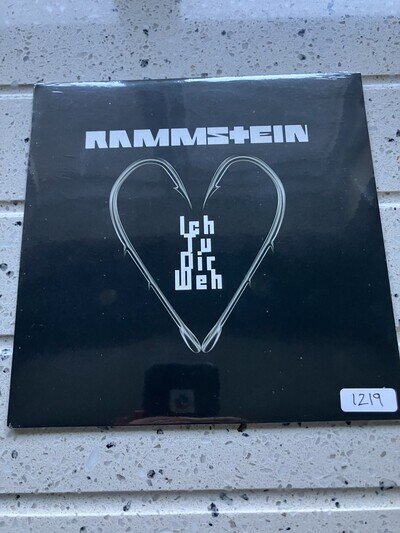 RAMMSTEIN
Ich
Tu
Dir
Weh
1219